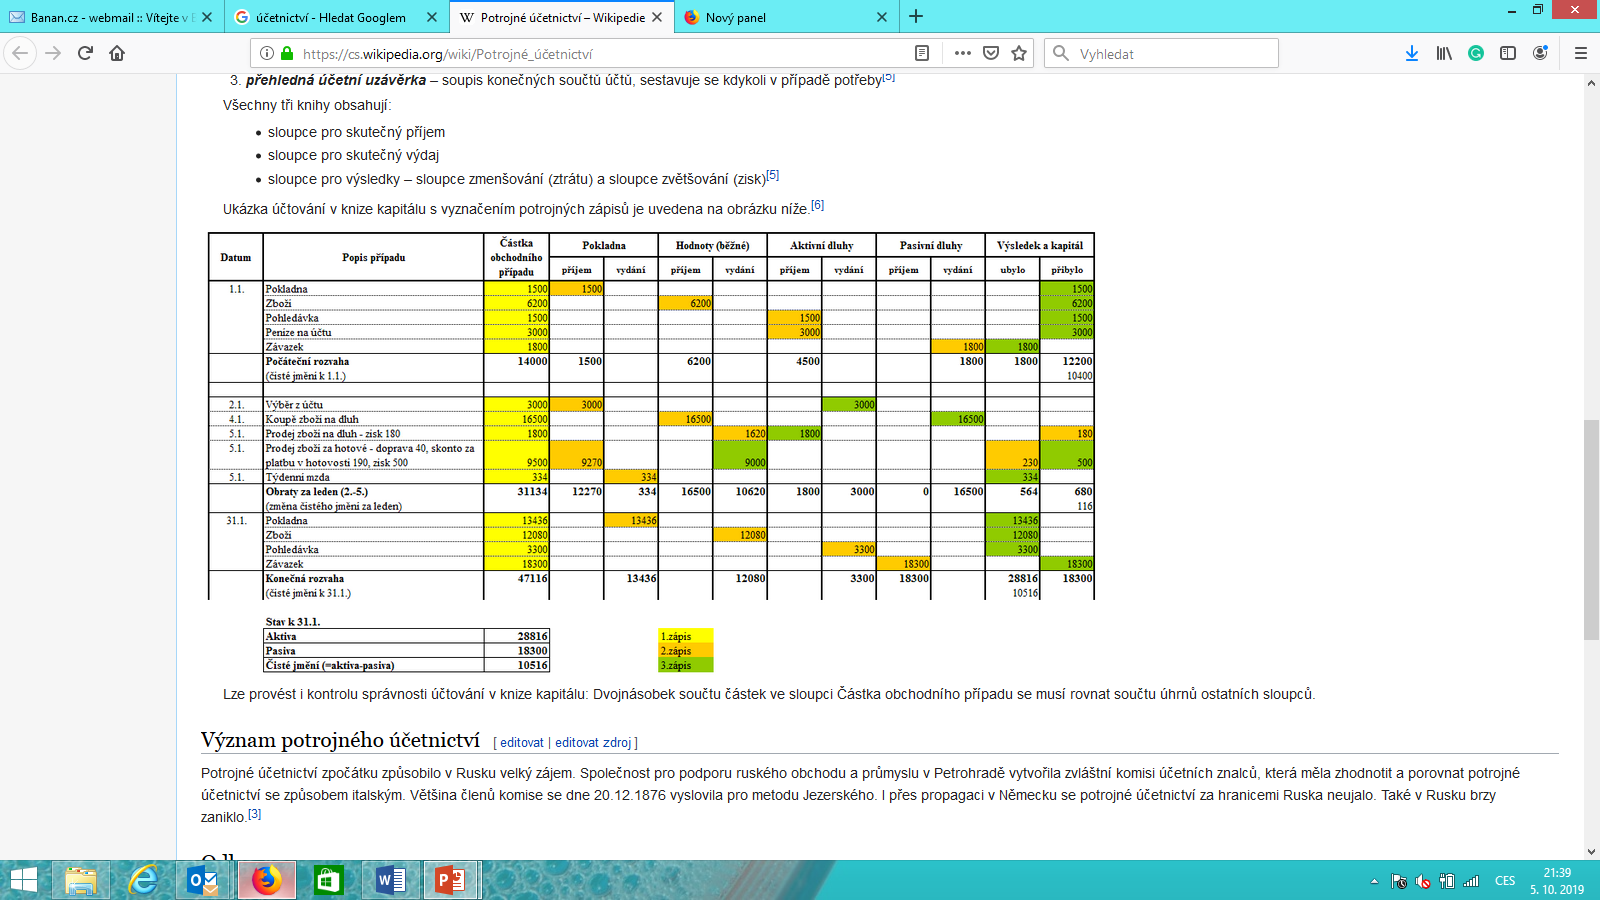 Banan.cz - webmail :: Vítejte v
účetnictví - Hledat Googlem
Potrojné účetnictví – Wikipedie
Nový panel
https://cs.wikipedia.org/wiki/Potrojné_účetnictví
Vyhledat
3. přehledná účetní uzávěrka – soupis konečných součtů účtů, sestavuje se kdykoli v případě potřeby[5]
Všechny tři knihy obsahují:
• sloupce pro skutečný příjem
• sloupce pro skutečný výdaj
• sloupce pro výsledky – sloupce zmenšování (ztrátu) a sloupce zvětšování (zisk)[5]
Ukázka účtování v knize kapitálu s vyznačením potrojných zápisů je uvedena na obrázku níže.[6]
Datum Popis případu Částka obchodního případu Pokladna Hodnoty (běžné) Aktivní dluhy Pasivní dluhy Výsledek a kapitál
příjem vydání příjem vydání příjem vydání příjem vydání ubylo přibylo
1.1. Pokladna 1500 1500 1500
Zboží 6200 6200 6200
Pohledávka 1500 1500 1500
Peníze na účtu 3000 3000 3000
Závazek 1800 1800 1800
Počáteční rozvaha 14000 1500 6200 4500 1800 1800 12200
(čisté jmění k 1.1.) 10400
2.1. Výběr z účtu 3000 3000 3000
4.1. Koupě zboží na dluh 16500 16500 16500
5.1. Prodej zboží na dluh - zisk 180 1800 1620 1800 180
5.1. Prodej zboží za hotové - doprava 40, skonto za
platbu v hotovosti 190, zisk 500 9500 9270 9000 230 500
5.1. Týdenní mzda 334 334 334
Obraty za leden (2.-5.) 31134 12270 334 16500 10620 1800 3000 0 16500 564 680
(změna čistého jmění za leden) 116
31.1. Pokladna 13436 13436 13436
Zboží 12080 12080 12080
Pohledávka 3300 3300 3300
Závazek 18300 18300 18300
Konečná rozvaha 47116 13436 12080 3300 18300 28816 18300
(čisté jmění k 31.1.) 10516
Stav k 31.1.
Aktiva 28816 1.zápis
Pasiva 18300 2.zápis
Čisté jmění (=aktiva-pasiva) 10516 3.zápis
Lze provést i kontrolu správnosti účtování v knize kapitálu: Dvojnásobek součtu částek ve sloupci Částka obchodního případu se musí rovnat součtu úhrnů ostatních sloupců.
Význam potrojného účetnictví [ editovat | editovat zdroj ]
Potrojné účetnictví zpočátku způsobilo v Rusku velký zájem. Společnost pro podporu ruského obchodu a průmyslu v Petrohradě vytvořila zvláštní komisi účetních znalců, která měla zhodnotit a porovnat potrojné
účetnictví se způsobem italským. Většina členů komise se dne 20.12.1876 vyslovila pro metodu Jezerského. I přes propagaci v Německu se potrojné účetnictví za hranicemi Ruska neujalo. Také v Rusku brzy
zaniklo.[3]
CES
21:39
5. 10. 2019